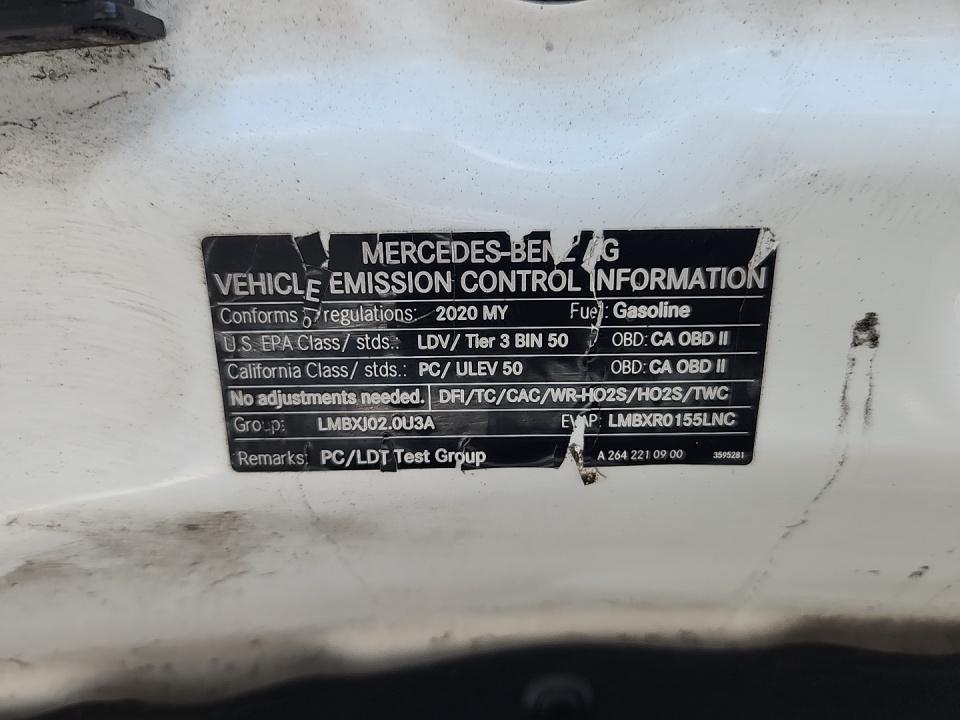 MERCEDES-BENZ AG
VEHICLE EMISSION CONTROL INFORMATION
Conforms to regulations: 2020 MY Fuel: Gasoline
U.S. EPA Class/ stds.: LDV/ Tier 3 BIN 50 OBD: CA OBD II
California Class/ stds.: PC/ ULEV 50 OBD: CA OBD II
No adjustments needed. DFI/TC/CAC/WR-HO2S/HO2S/TWC
Group: LMBXJ02.0U3A EVAP: LMBXR0155LNC
Remarks: PC/LDT Test Group A 264 221 09 00 3595281